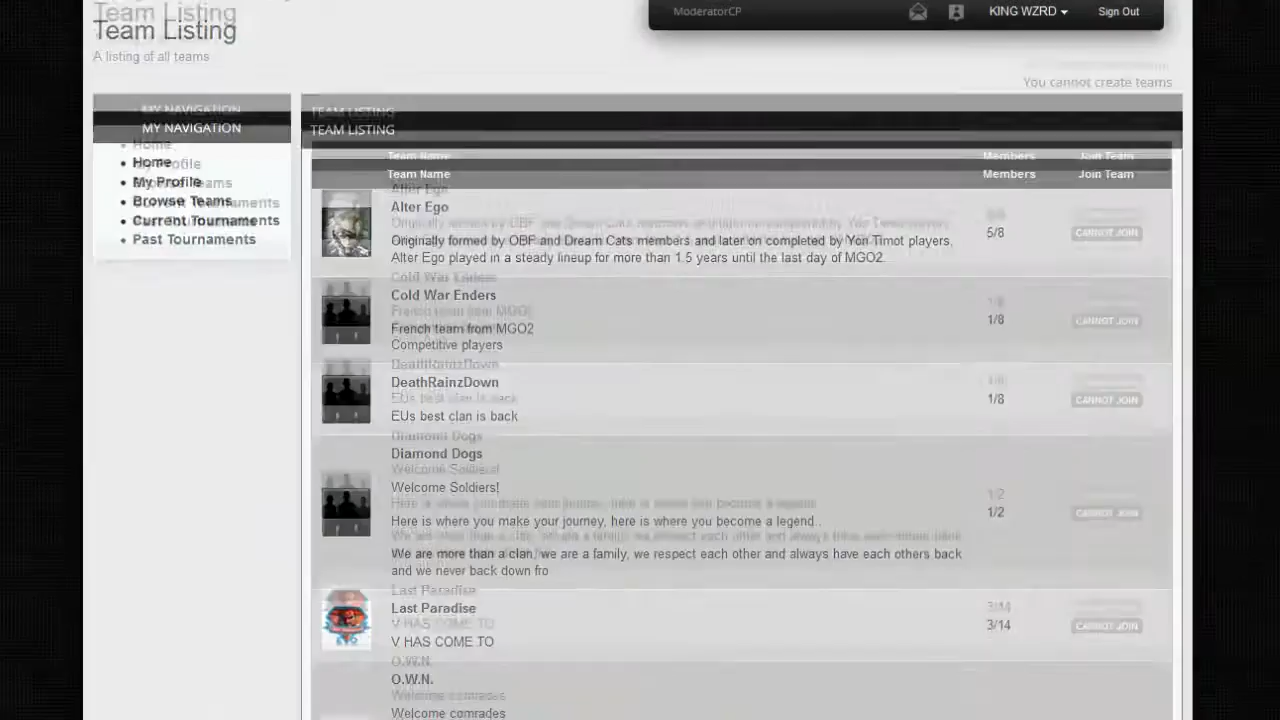 Team Listing
A listing of all teams
ModeratorCP
KING WZRD
Sign Out
You cannot create teams
MY NAVIGATION
Home
My Profile
Browse Teams
Current Tournaments
Past Tournaments
TEAM LISTING
Team Name Members Join Team
Alter Ego
Originally formed by OBF and Dream Cats members and later on completed by Yon Timot players,
Alter Ego played in a steady lineup for more than 1.5 years until the last day of MGO2.
5/8
CANNOT JOIN
Cold War Enders
French team from MGO2
Competitive players
1/8
CANNOT JOIN
DeathRainzDown
EUs best clan is back
1/8
CANNOT JOIN
Diamond Dogs
Welcome Soldiers!
Here is where you make your journey, here is where you become a legend..
We are more than a clan, we are a family, we respect each other and always have each others back
and we never back down fro
1/2
CANNOT JOIN
Last Paradise
V HAS COME TO
3/14
CANNOT JOIN
O.W.N.
Welcome comrades